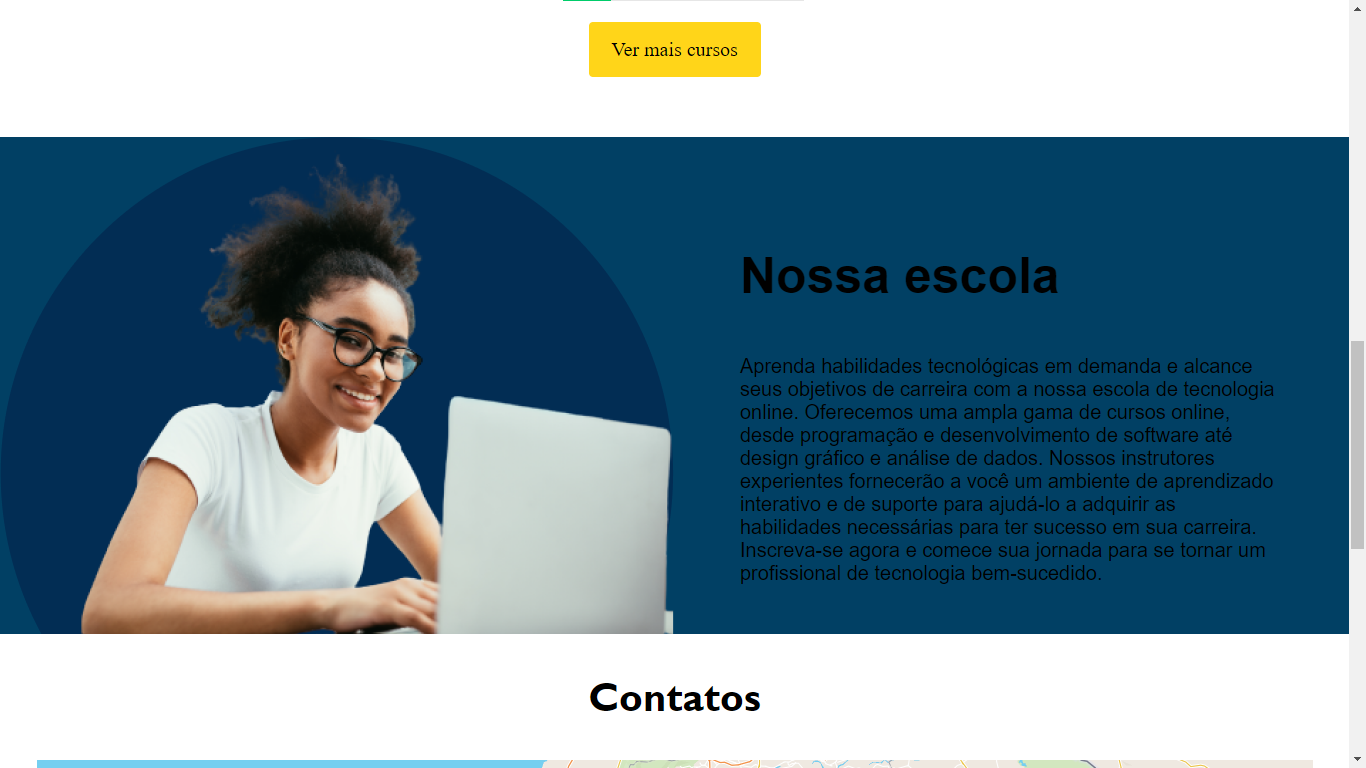 Ver mais cursos
Nossa escola
Aprenda habilidades tecnológicas em demanda e alcance
seus objetivos de carreira com a nossa escola de tecnologia
online. Oferecemos uma ampla gama de cursos online,
desde programação e desenvolvimento de software até
design gráfico e análise de dados. Nossos instrutores
experientes fornecerão a você um ambiente de aprendizado
interativo e de suporte para ajudá-lo a adquirir as
habilidades necessárias para ter sucesso em sua carreira.
Inscreva-se agora e comece sua jornada para se tornar um
profissional de tecnologia bem-sucedido.
Contatos